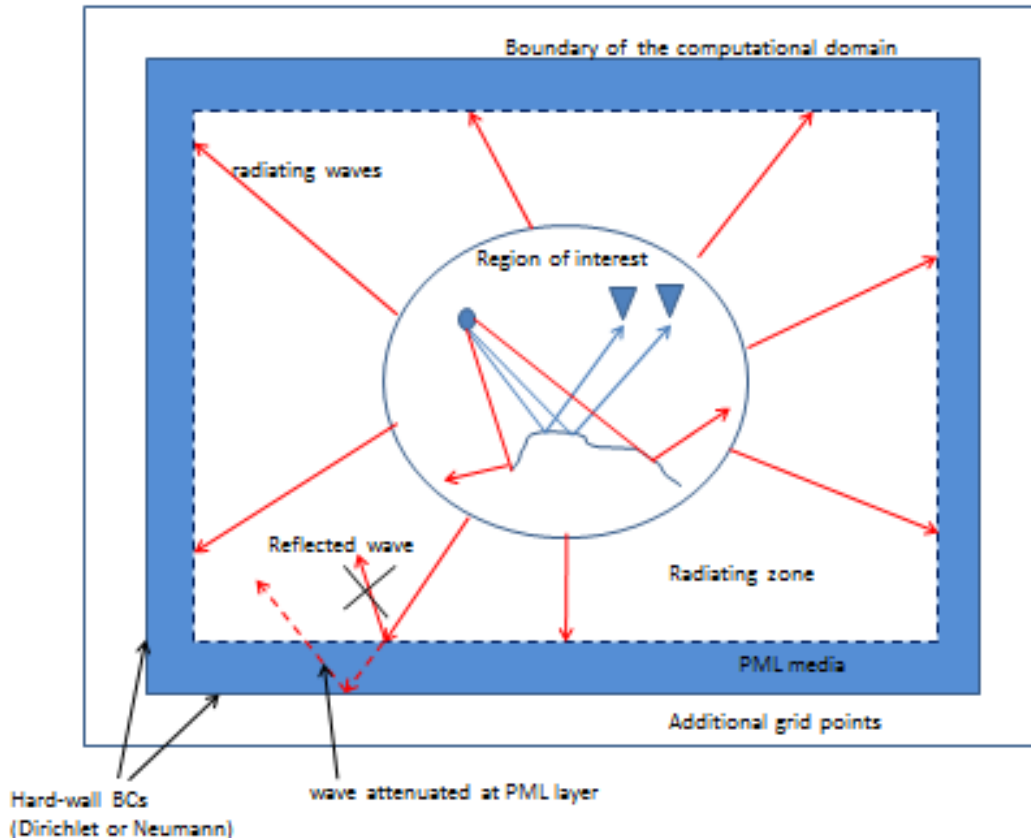 Boundary of the computational domain
radiating waves
Region of interest
Reflected wave
Radiating zone
PML media
Additional grid points
Hard-wall BCs
(Dirichlet or Neumann)
wave attenuated at PML layer